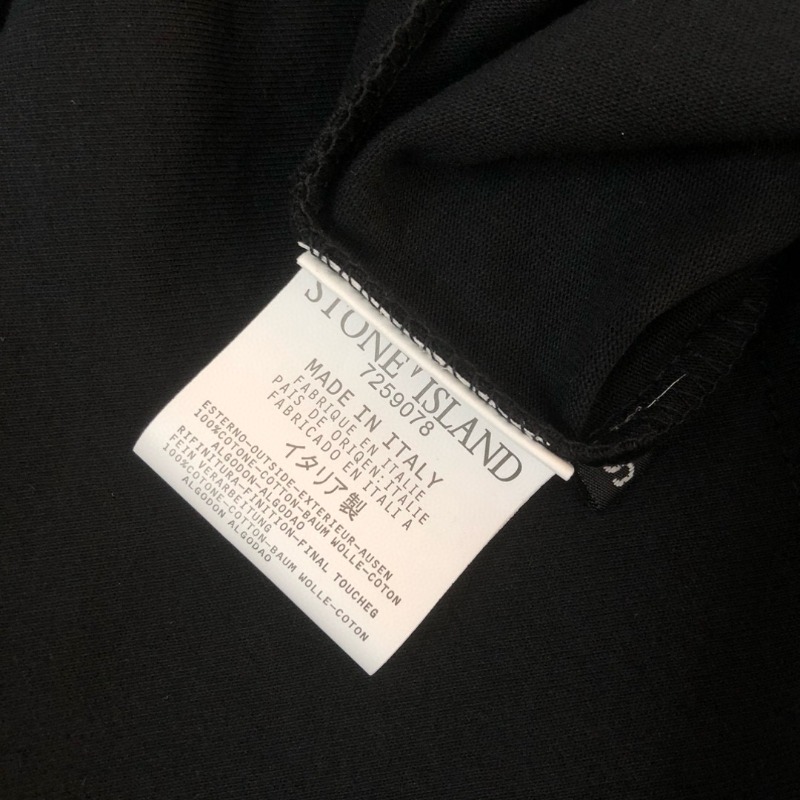 STONE ISLAND
7259078
MADE IN ITALY
FABRIQUE EN ITALIE
PAIS DE ORIQEN:ITALIE
FABRICADO EN ITALI A
イタリア製
ESTERNO-OUTSIDE-EXTERIEUR-AUSEN
100%COTONE-COTTON-BAUM WOLLE-COTON
ALGODON-ALGODAO
RIFINITURA-FINITION-FINAL TOUCHEG
FEIN VERARBEITUNG
100%COTONE-COTTON-BAUM WOLLE-COTON
ALGODON ALGODAO
S